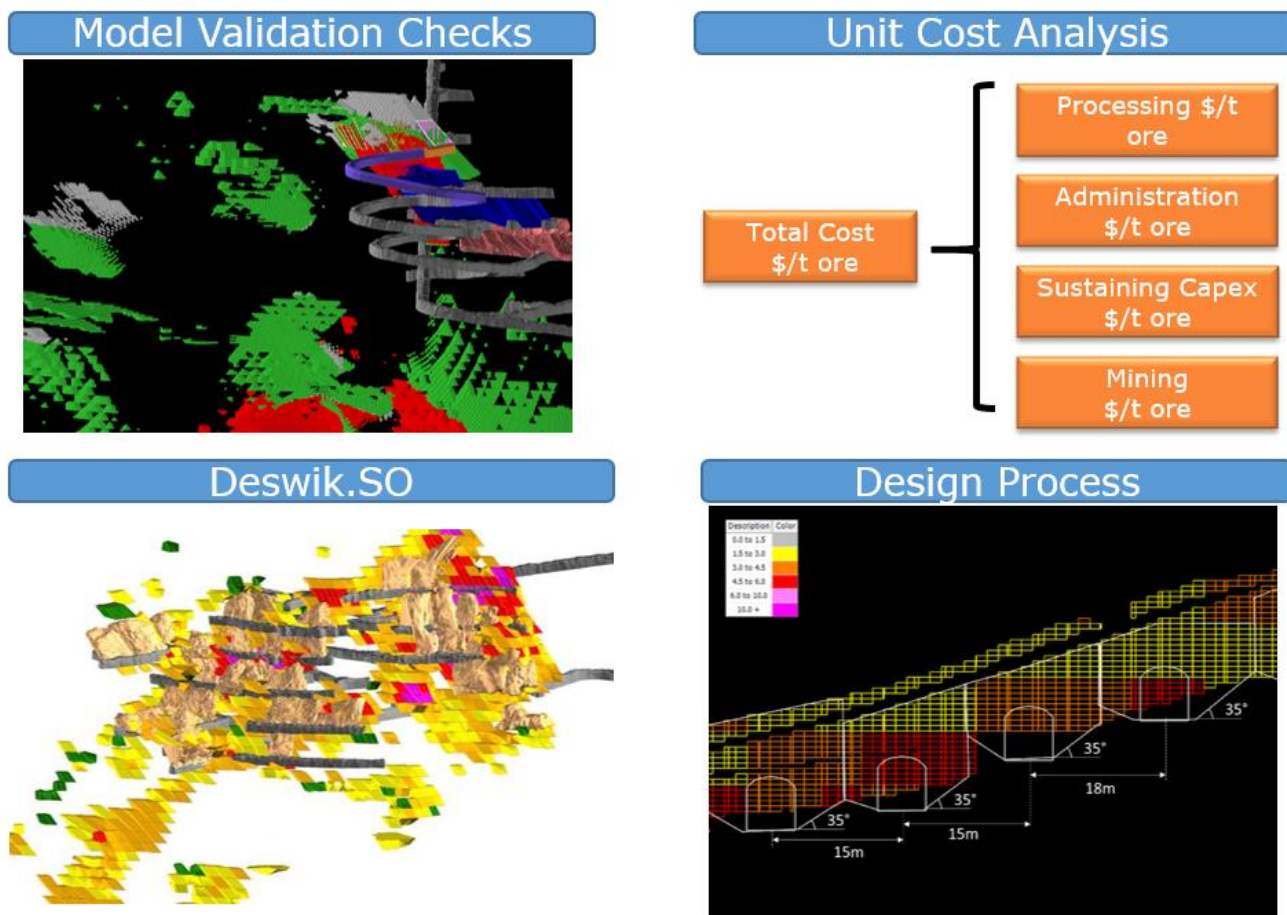 Model Validation Checks
Unit Cost Analysis
Total Cost
$/t ore
Processing $/t
ore
Administration
$/t ore
Sustaining Capex
$/t ore
Mining
$/t ore
Deswik.SO
Design Process
Description Color
0.0 to 1.5
1.5 to 3.0
3.0 to 4.5
4.5 to 6.0
6.0 to 10.0
10.0 +
35°
35°
18m
35°
15m
35°
15m